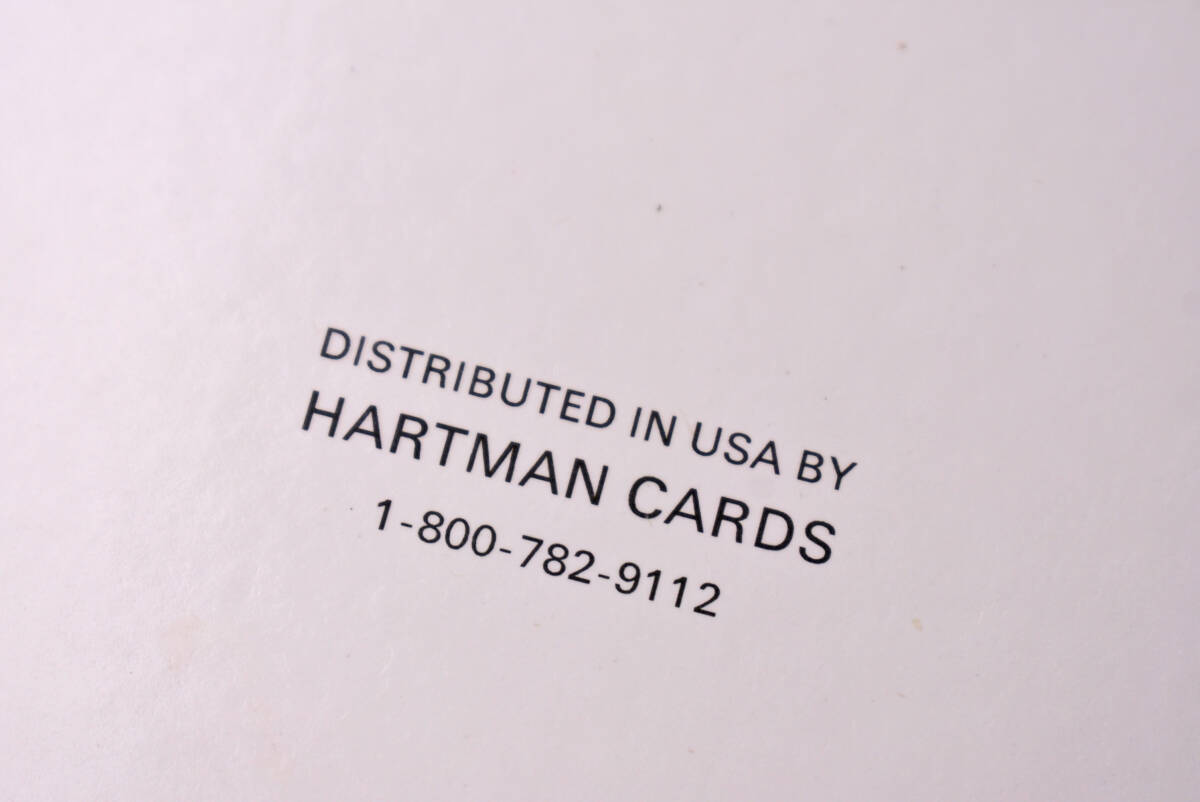 DISTRIBUTED IN USA BY
HARTMAN CARDS
1-800-782-9112